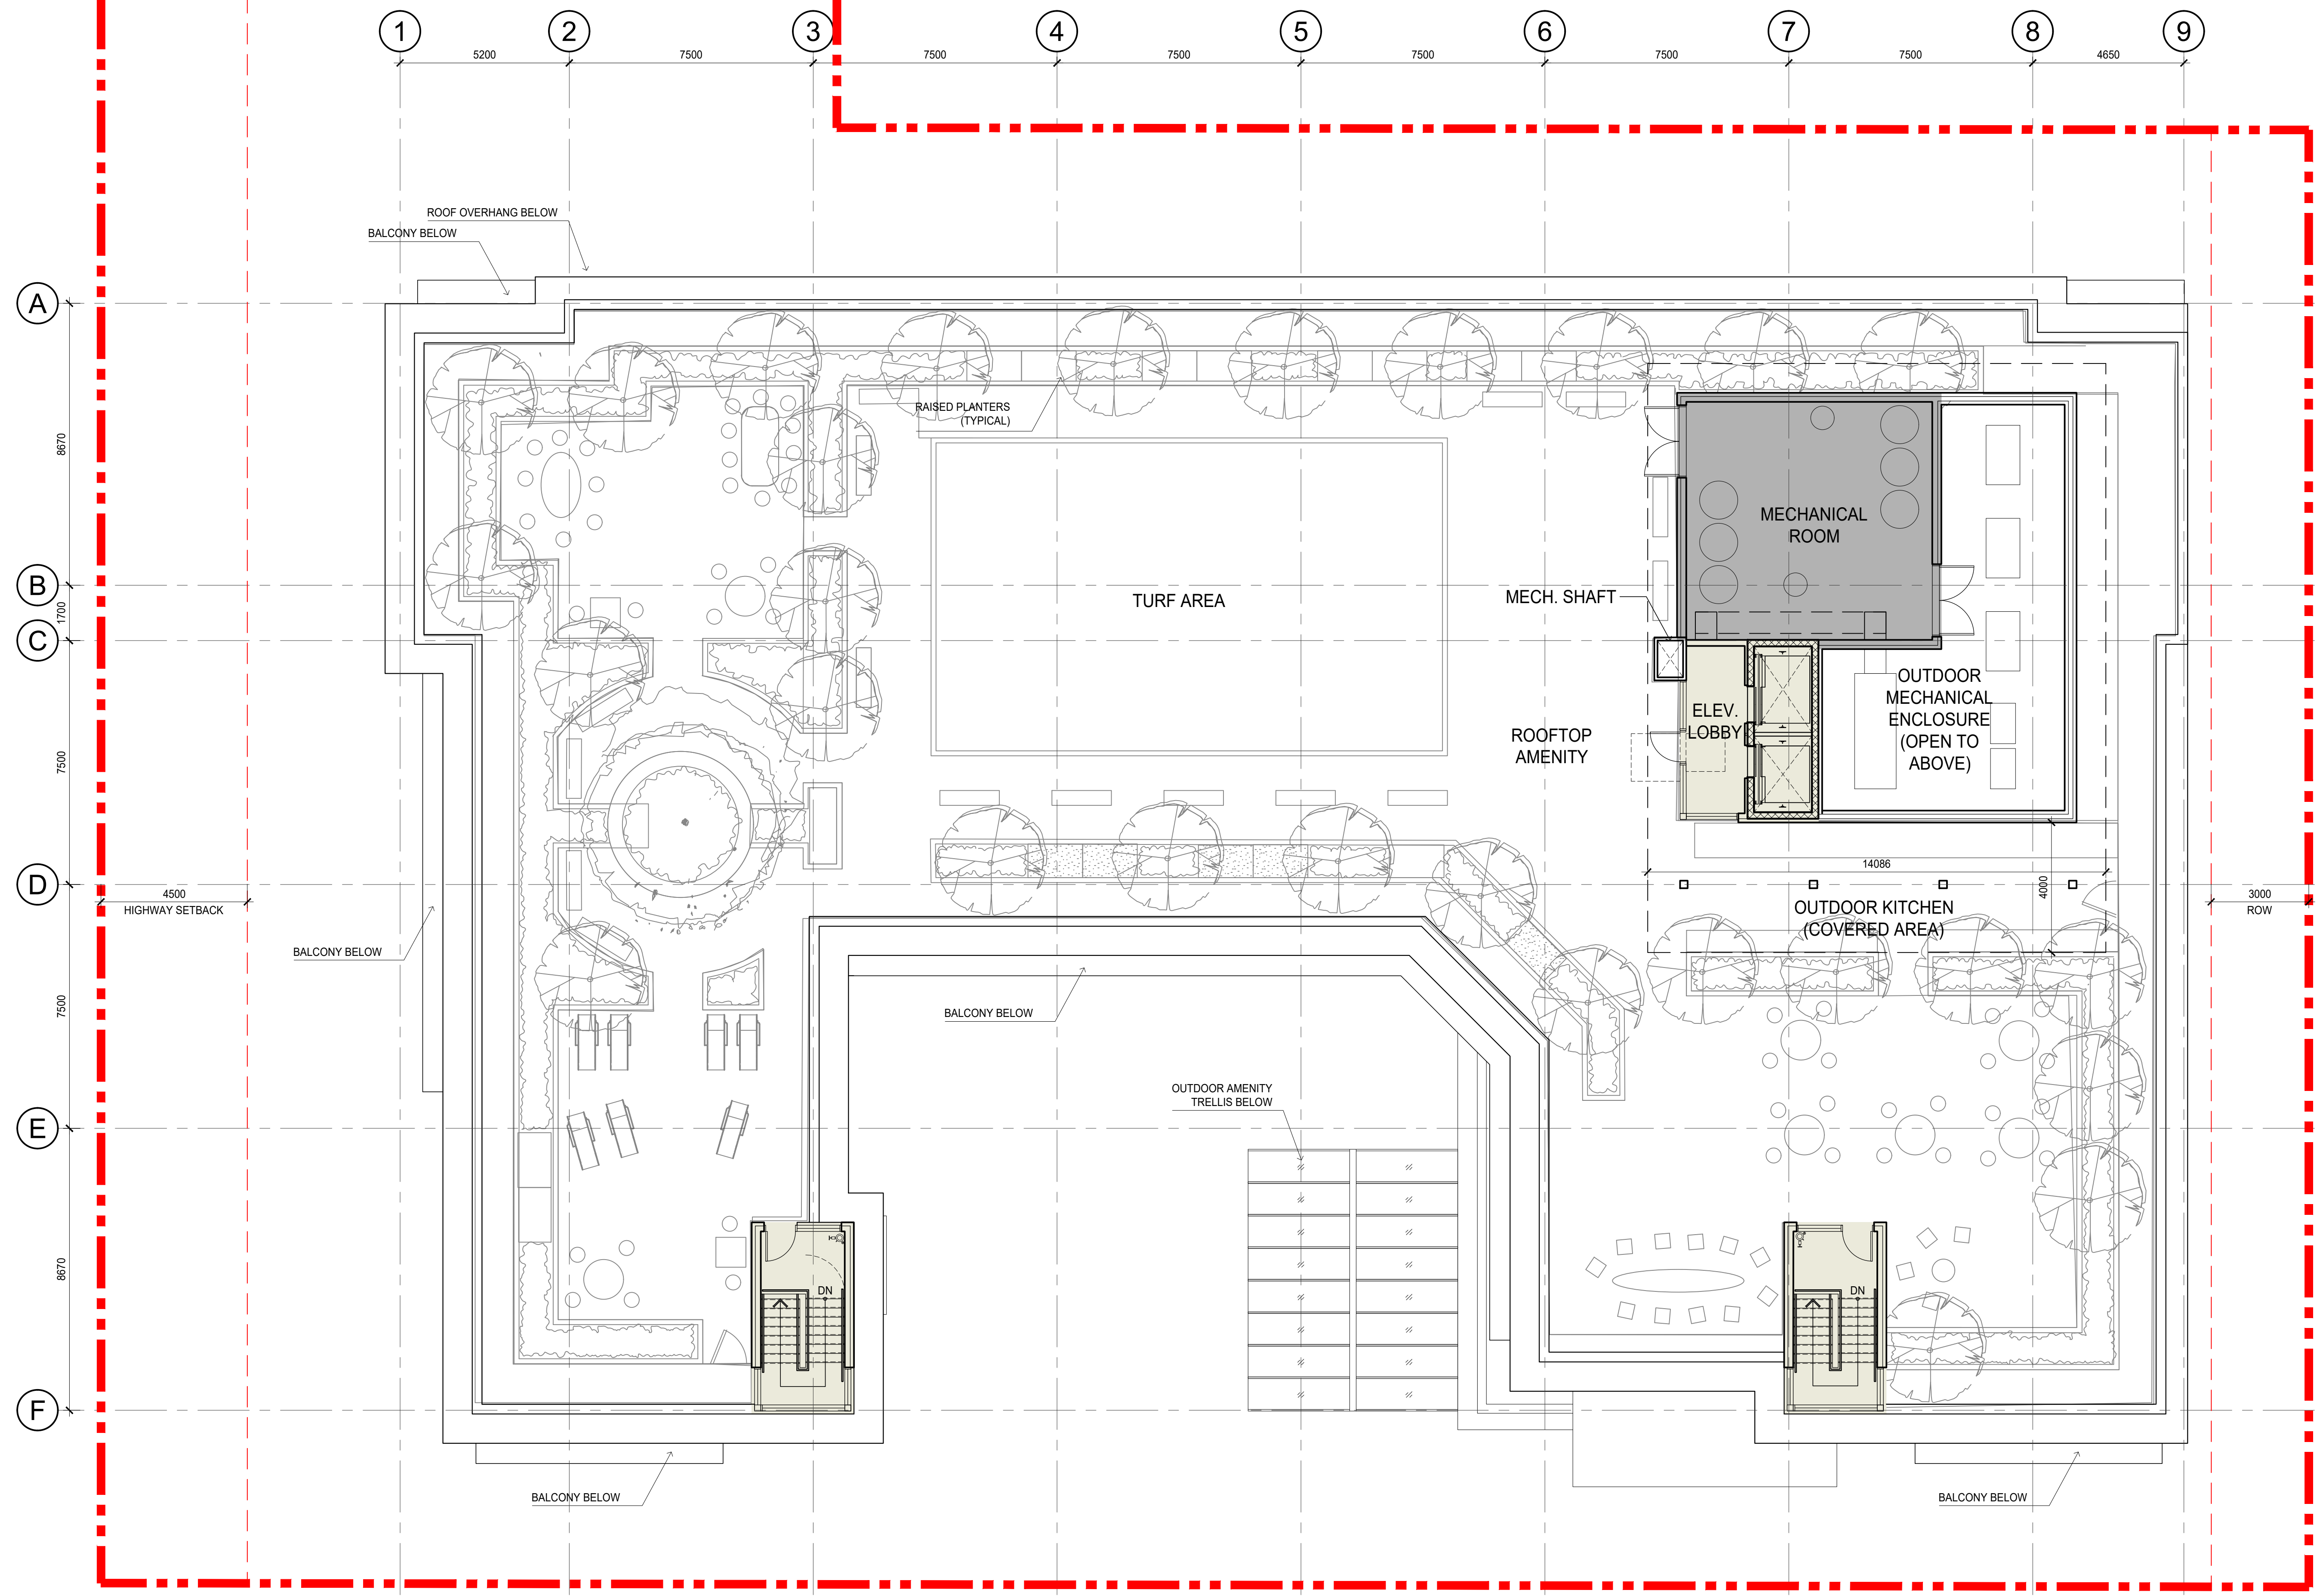 1 2 3 4 5 6 7 8 9
5200 7500 7500 7500 7500 7500 7500 4650
ROOF OVERHANG BELOW
BALCONY BELOW
A
RAISED PLANTERS
(TYPICAL)
8670
MECHANICAL
ROOM
B
1700
TURF AREA
MECH. SHAFT
C
OUTDOOR
MECHANICAL
ENCLOSURE
(OPEN TO
ABOVE)
ELEV.
LOBBY
ROOFTOP
AMENITY
7500
14086
D
4500
HIGHWAY SETBACK
4000
3000
ROW
OUTDOOR KITCHEN
(COVERED AREA)
BALCONY BELOW
7500
BALCONY BELOW
OUTDOOR AMENITY
TRELLIS BELOW
E
8670
DN
DN
F
BALCONY BELOW
BALCONY BELOW